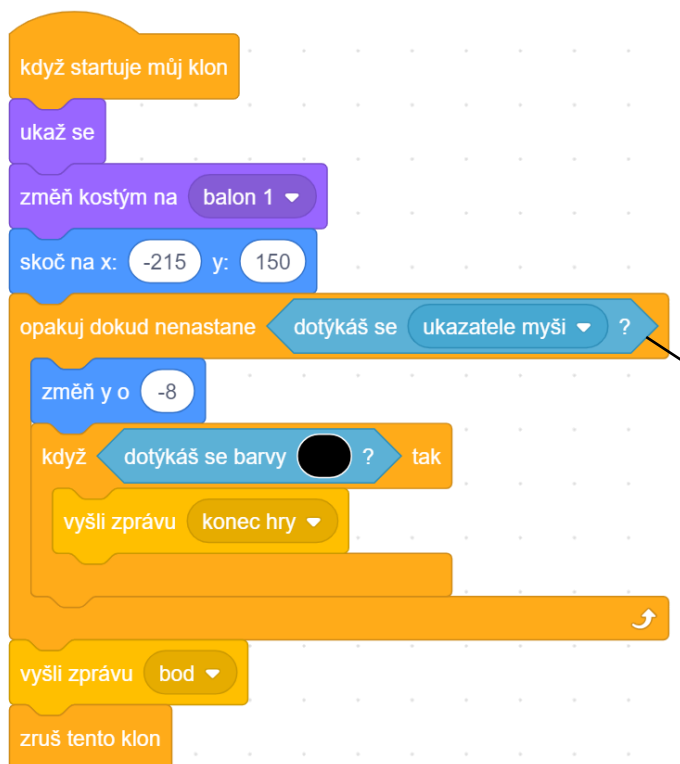 když startuje můj klon
ukaž se
změň kostým na balon 1
skoč na x: -215 y: 150
opakuj dokud nenastane dotýkáš se ukazatele myši ?
změň y o -8
když dotýkáš se barvy ? tak
vyšli zprávu konec hry
vyšli zprávu bod
zruš tento klon